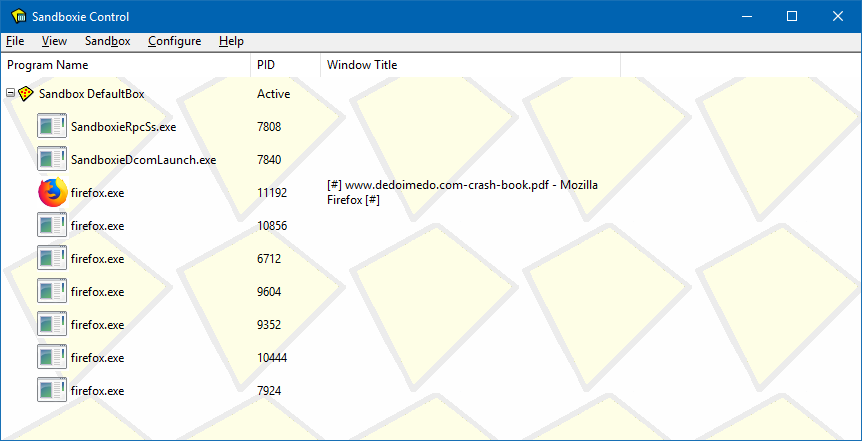 Sandboxie Control
File View Sandbox Configure Help
Program Name PID Window Title
Sandbox DefaultBox Active
SandboxieRpcSs.exe 7808
SandboxieDcomLaunch.exe 7840
firefox.exe 11192 [#] www.dedoimedo.com-crash-book.pdf - Mozilla
Firefox [#]
firefox.exe 10856
firefox.exe 6712
firefox.exe 9604
firefox.exe 9352
firefox.exe 10444
firefox.exe 7924